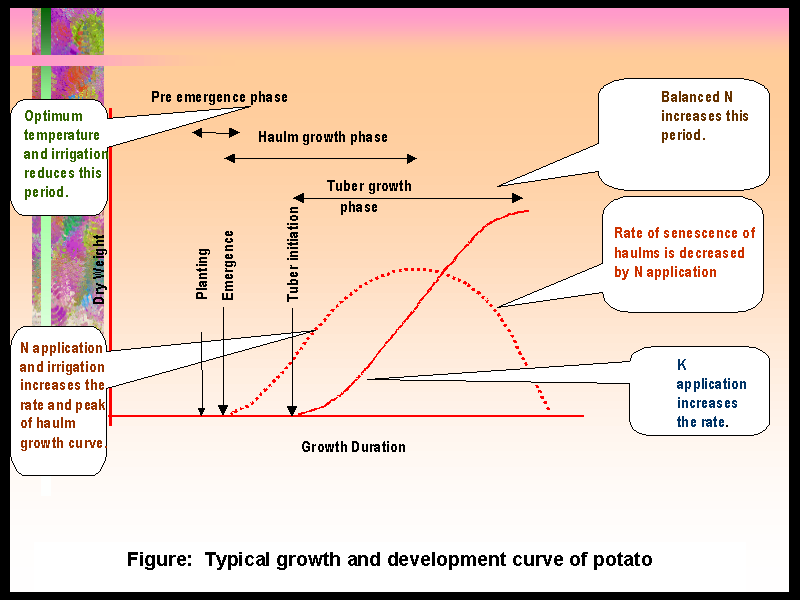 Pre emergence phase
Haulm growth phase
Tuber growth
phase
Optimum
temperature
and irrigation
reduces this
period.
Balanced N
increases this
period.
Rate of senescence of
haulms is decreased
by N application
K
application
increases
the rate.
N application
and irrigation
increases the
rate and peak
of haulm
growth curve.
Dry Weight
Planting
Emergence
Tuber initiation
Growth Duration
Figure: Typical growth and development curve of potato